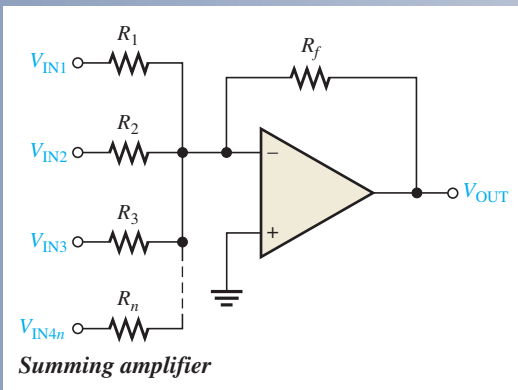 R1
VIN1
Rf
R2
VIN2
−
VOUT
R3
+
VIN3
Rn
VIN4n
Summing amplifier